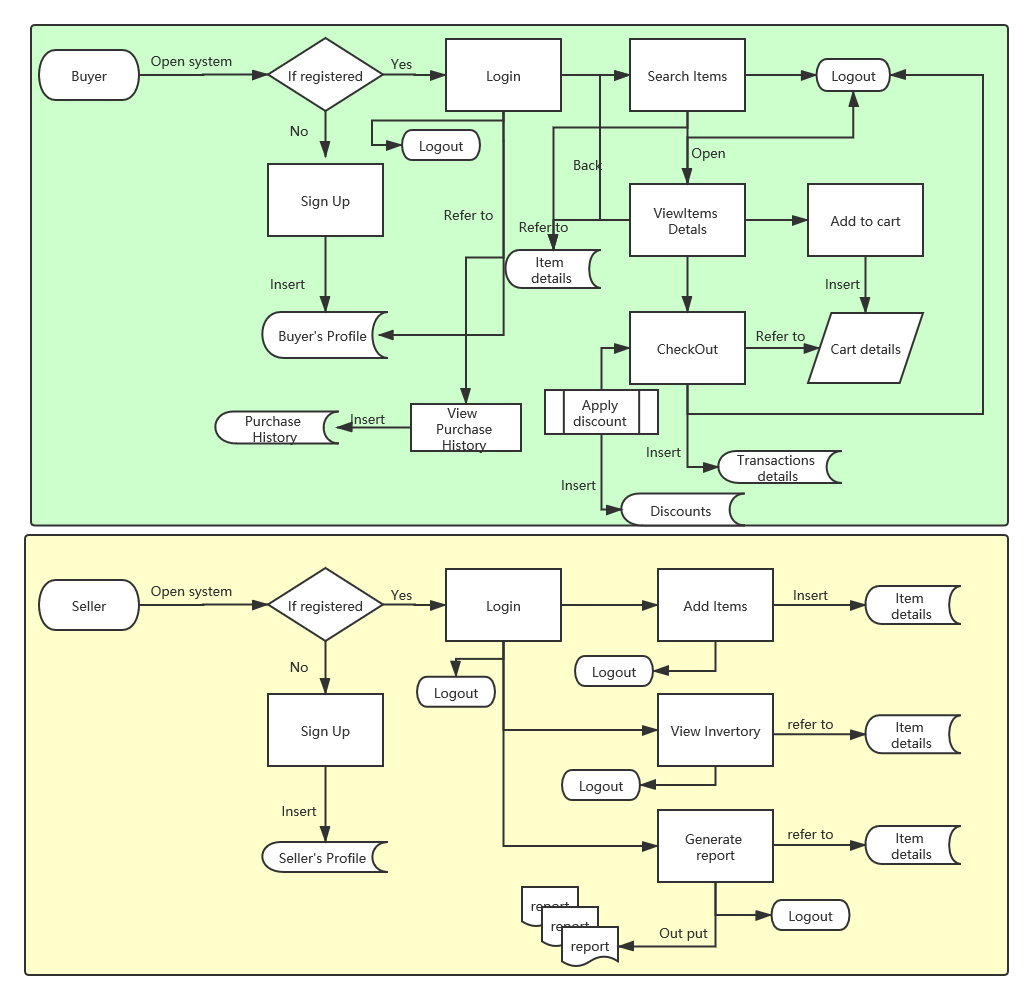 Buyer
Open system
If registered
Yes
Login
Search Items
Logout
No
Logout
Open
Back
Sign Up
Refer to
Refer to
ViewItems
Detals
Add to cart
Item
details
Insert
Insert
Buyer's Profile
CheckOut
Refer to
Cart details
Purchase
History
Insert
View
Purchase
History
Apply
discount
Insert
Transactions
details
Insert
Discounts
Seller
Open system
If registered
Yes
Login
Add Items
Insert
Item
details
No
Logout
Logout
Sign Up
View Invertory
refer to
Item
details
Logout
Insert
Seller's Profile
Generate
report
refer to
Item
details
report
report
report
Out put
Logout